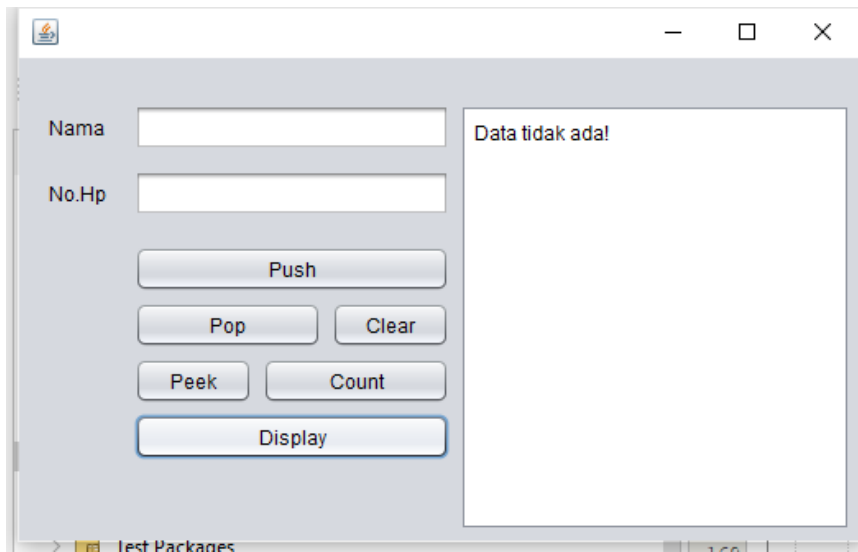 Nama
Data tidak ada!
No.Hp
Push
Pop Clear
Peek Count
Display
Test Packages